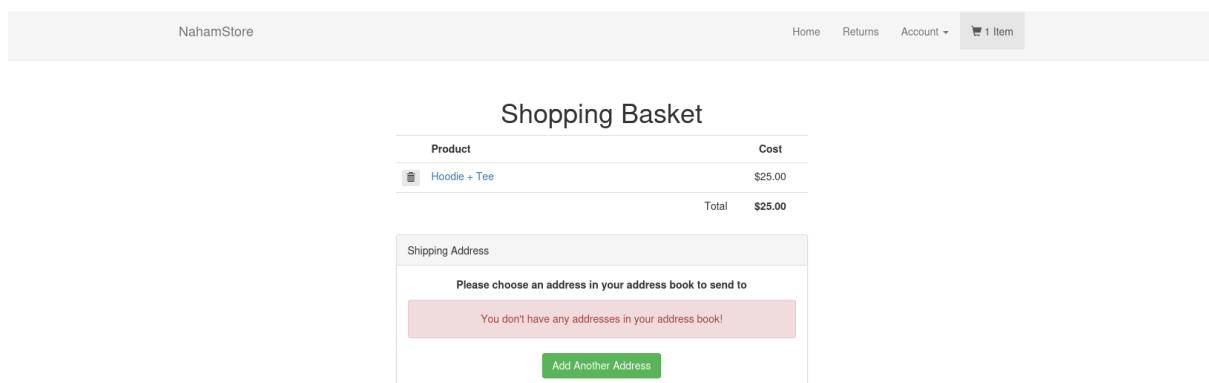 NahamStore Home Returns Account 1 Item
Shopping Basket
Product Cost
Hoodie + Tee $25.00
Total $25.00
Shipping Address
Please choose an address in your address book to send to
You don't have any addresses in your address book!
Add Another Address